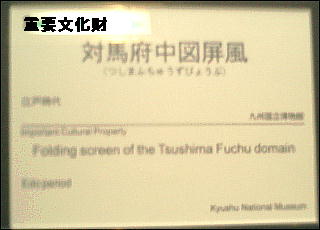 重要文化財
対馬府中図屏風
(つしまふちゅうずびょうぶ)
江戸時代
九州国立博物館
Important Cultural Property
Folding screen of the Tsushima Fuchu domain
Edo period
Kyushu National Museum